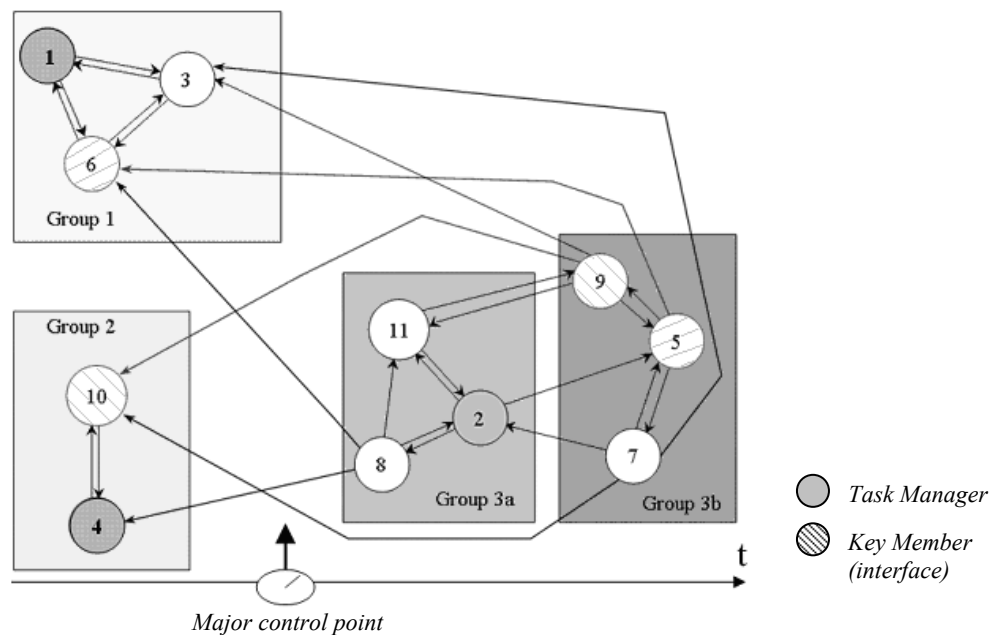 1
3
6
Group 1
9
Group 2
11
5
10
2
8
7
Group 3a
Group 3b
4
Task Manager
Key Member
(interface)
t
Major control point